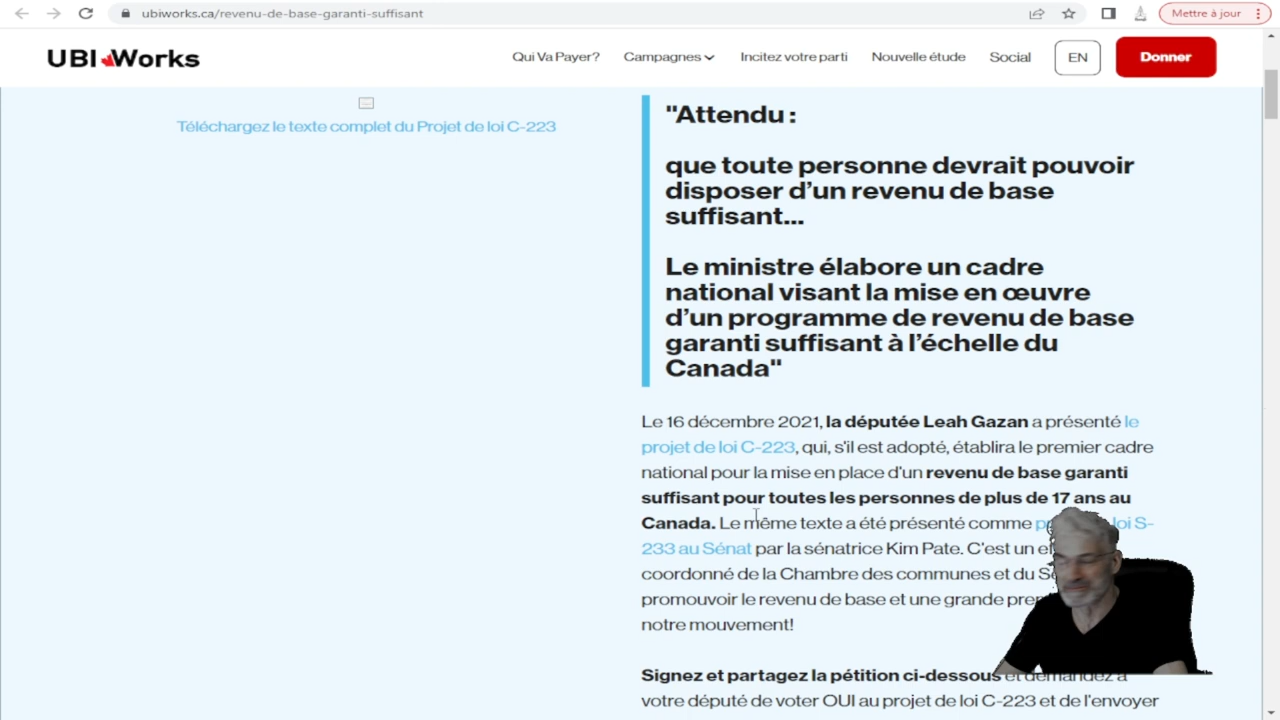 ubiworks.ca/revenu-de-base-garanti-suffisant
Mettre à jour
UBI Works
Qui Va Payer?
Campagnes
Incitez votre parti
Nouvelle étude
Social
EN
Donner
Téléchargez le texte complet du Projet de loi C-223
"Attendu :
que toute personne devrait pouvoir
disposer d'un revenu de base
suffisant...
Le ministre élabore un cadre
national visant la mise en œuvre
d'un programme de revenu de base
garanti suffisant à l'échelle du
Canada"
Le 16 décembre 2021, la députée Leah Gazan a présenté le
projet de loi C-223, qui, s'il est adopté, établira le premier cadre
national pour la mise en place d'un revenu de base garanti
suffisant pour toutes les personnes de plus de 17 ans au
Canada. Le même texte a été présenté comme loi S-
233 au Sénat par la sénatrice Kim Pate. C'est un
coordonné de la Chambre des communes et du
promouvoir le revenu de base et une grande
notre mouvement!
Signez et partagez la pétition ci-dessous et demandez à
votre député de voter OUI au projet de loi C-223 et de l'envoyer